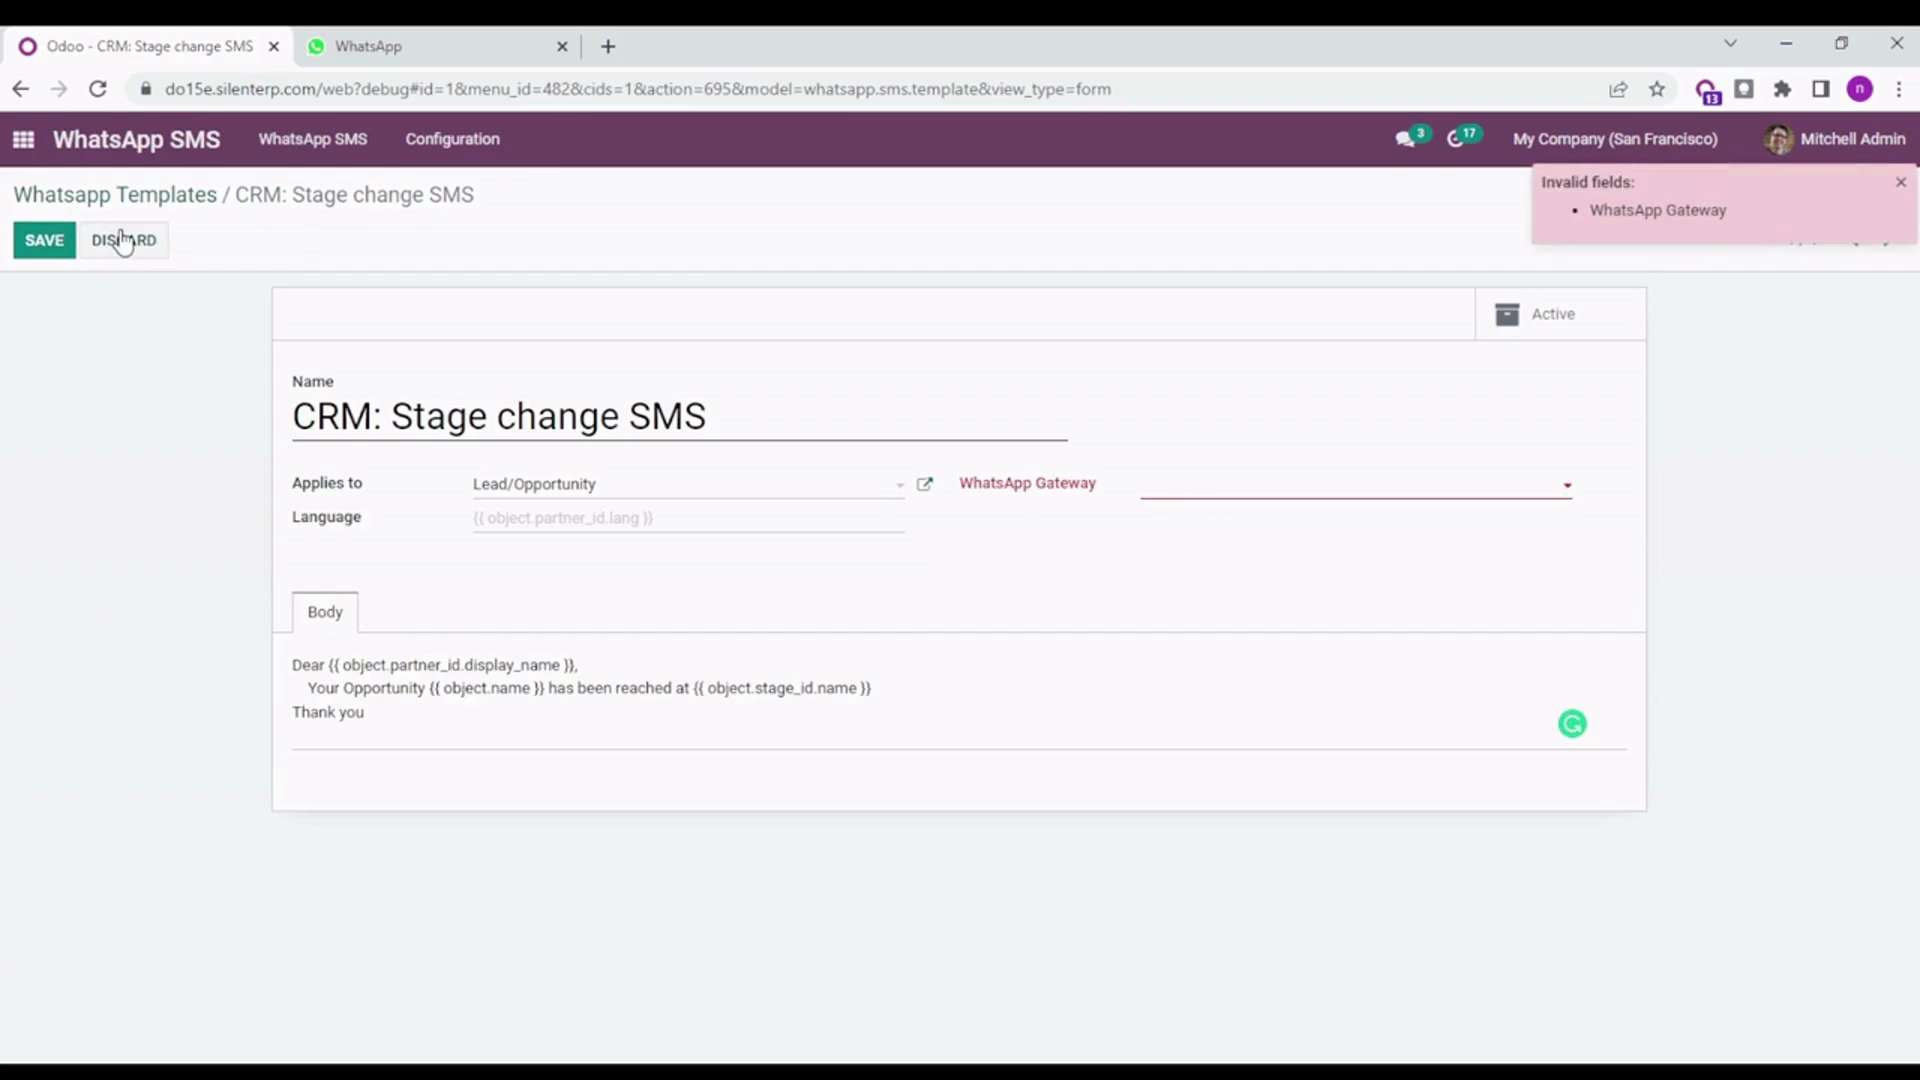 Odoo - CRM: Stage change SMS
WhatsApp
do15e.silenterp.com/web?debug#id=1&menu_id=482&cids=1&action=695&model=whatsapp.sms.template&view_type=form
13
n
WhatsApp SMS
WhatsApp SMS
Configuration
3
17
My Company (San Francisco)
Mitchell Admin
Whatsapp Templates / CRM: Stage change SMS
Invalid fields:
• WhatsApp Gateway
SAVE
DISCARD
Active
Name
CRM: Stage change SMS
Applies to
Lead/Opportunity
WhatsApp Gateway
Language
{{ object.partner_id.lang }}
Body
Dear {{ object.partner_id.display_name }},
Your Opportunity {{ object.name }} has been reached at {{ object.stage_id.name }}
Thank you